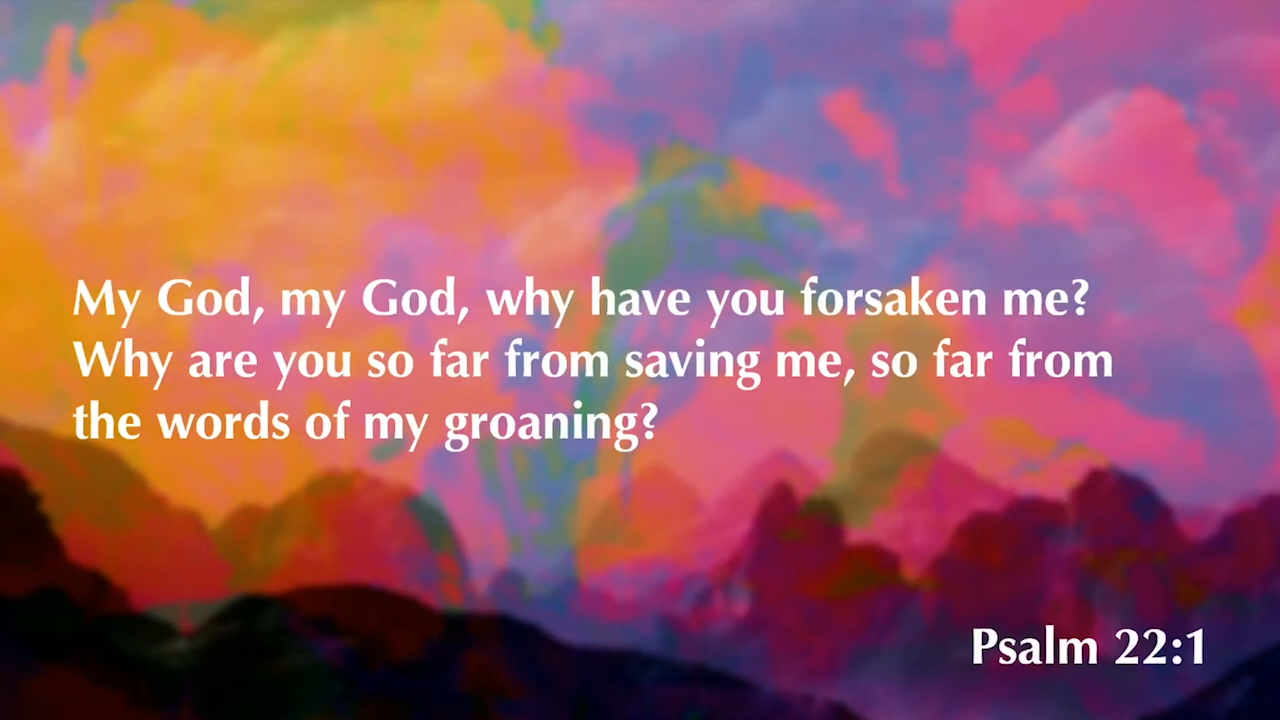 My God, my God, why have you forsaken me?
Why are you so far from saving me, so far from
the words of my groaning?
Psalm 22:1